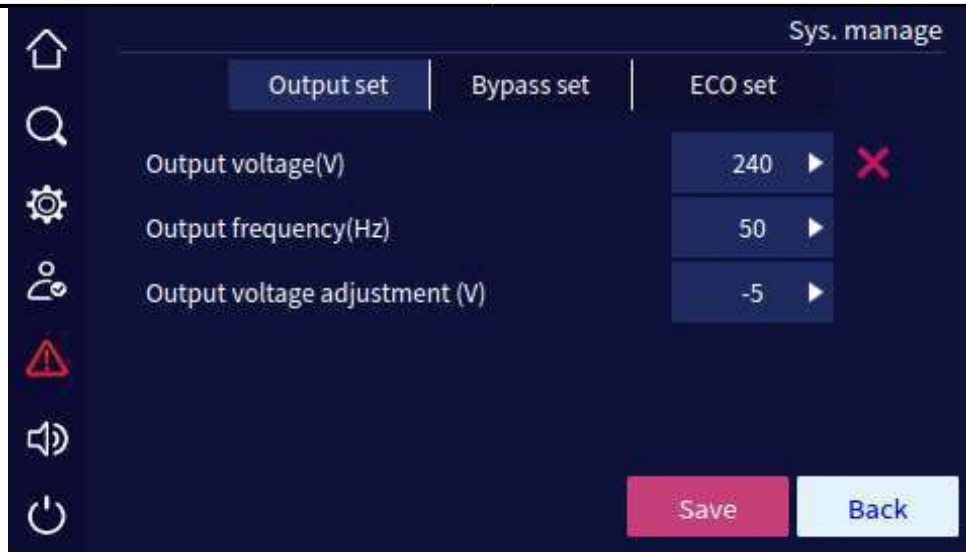 Sys. manage
Output set Bypass set ECO set
Output voltage(V) 240
Output frequency(Hz) 50
Output voltage adjustment (V) -5
Save Back